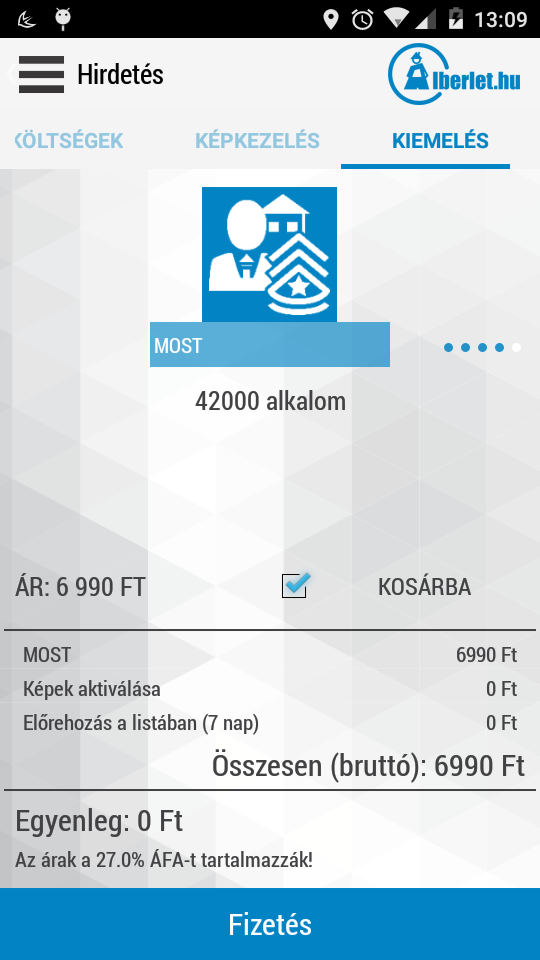 13:09
Hirdetés
lberlet.hu
KÖLTSÉGEK KÉPKEZELÉS KIEMELÉS
MOST
42000 alkalom
ÁR: 6 990 FT KOSÁRBA
MOST 6990 Ft
Képek aktiválása 0 Ft
Előrehozás a listában (7 nap) 0 Ft
Összesen (bruttó): 6990 Ft
Egyenleg: 0 Ft
Az árak a 27.0% ÁFA-t tartalmazzák!
Fizetés